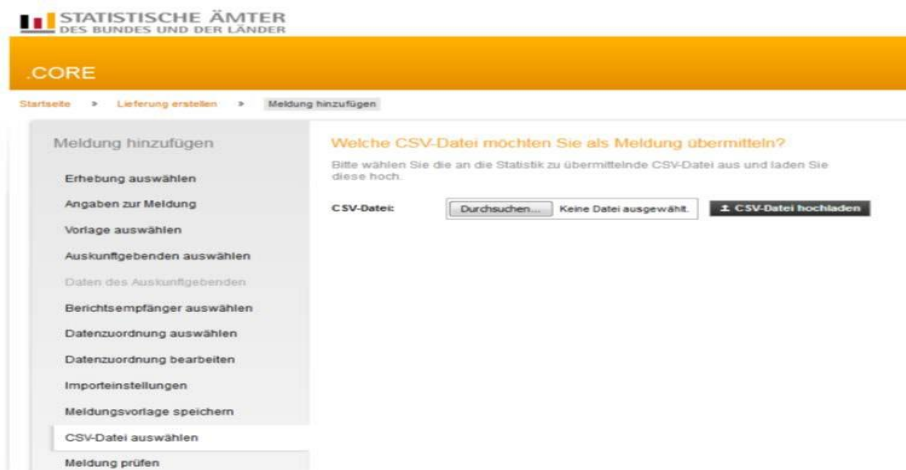 STATISTISCHE ÄMTER
DES BUNDES UND DER LÄNDER
.CORE
Startseite » Lieferung erstellen » Meldung hinzufügen
Meldung hinzufügen
Erhebung auswählen
Angaben zur Meldung
Vorlage auswählen
Auskunftgebenden auswählen
Daten des Auskunftgebenden
Berichtsempfänger auswählen
Datenzuordnung auswählen
Datenzuordnung bearbeiten
Importeinstellungen
Meldungsvorlage speichern
CSV-Datei auswählen
Meldung prüfen
Welche CSV-Datei möchten Sie als Meldung übermitteln?
Bitte wählen Sie die an die Statistik zu übermittelnde CSV-Datei aus und laden Sie
diese hoch.
CSV-Datei: Durchsuchen... Keine Datei ausgewählt. CSV-Datei hochladen